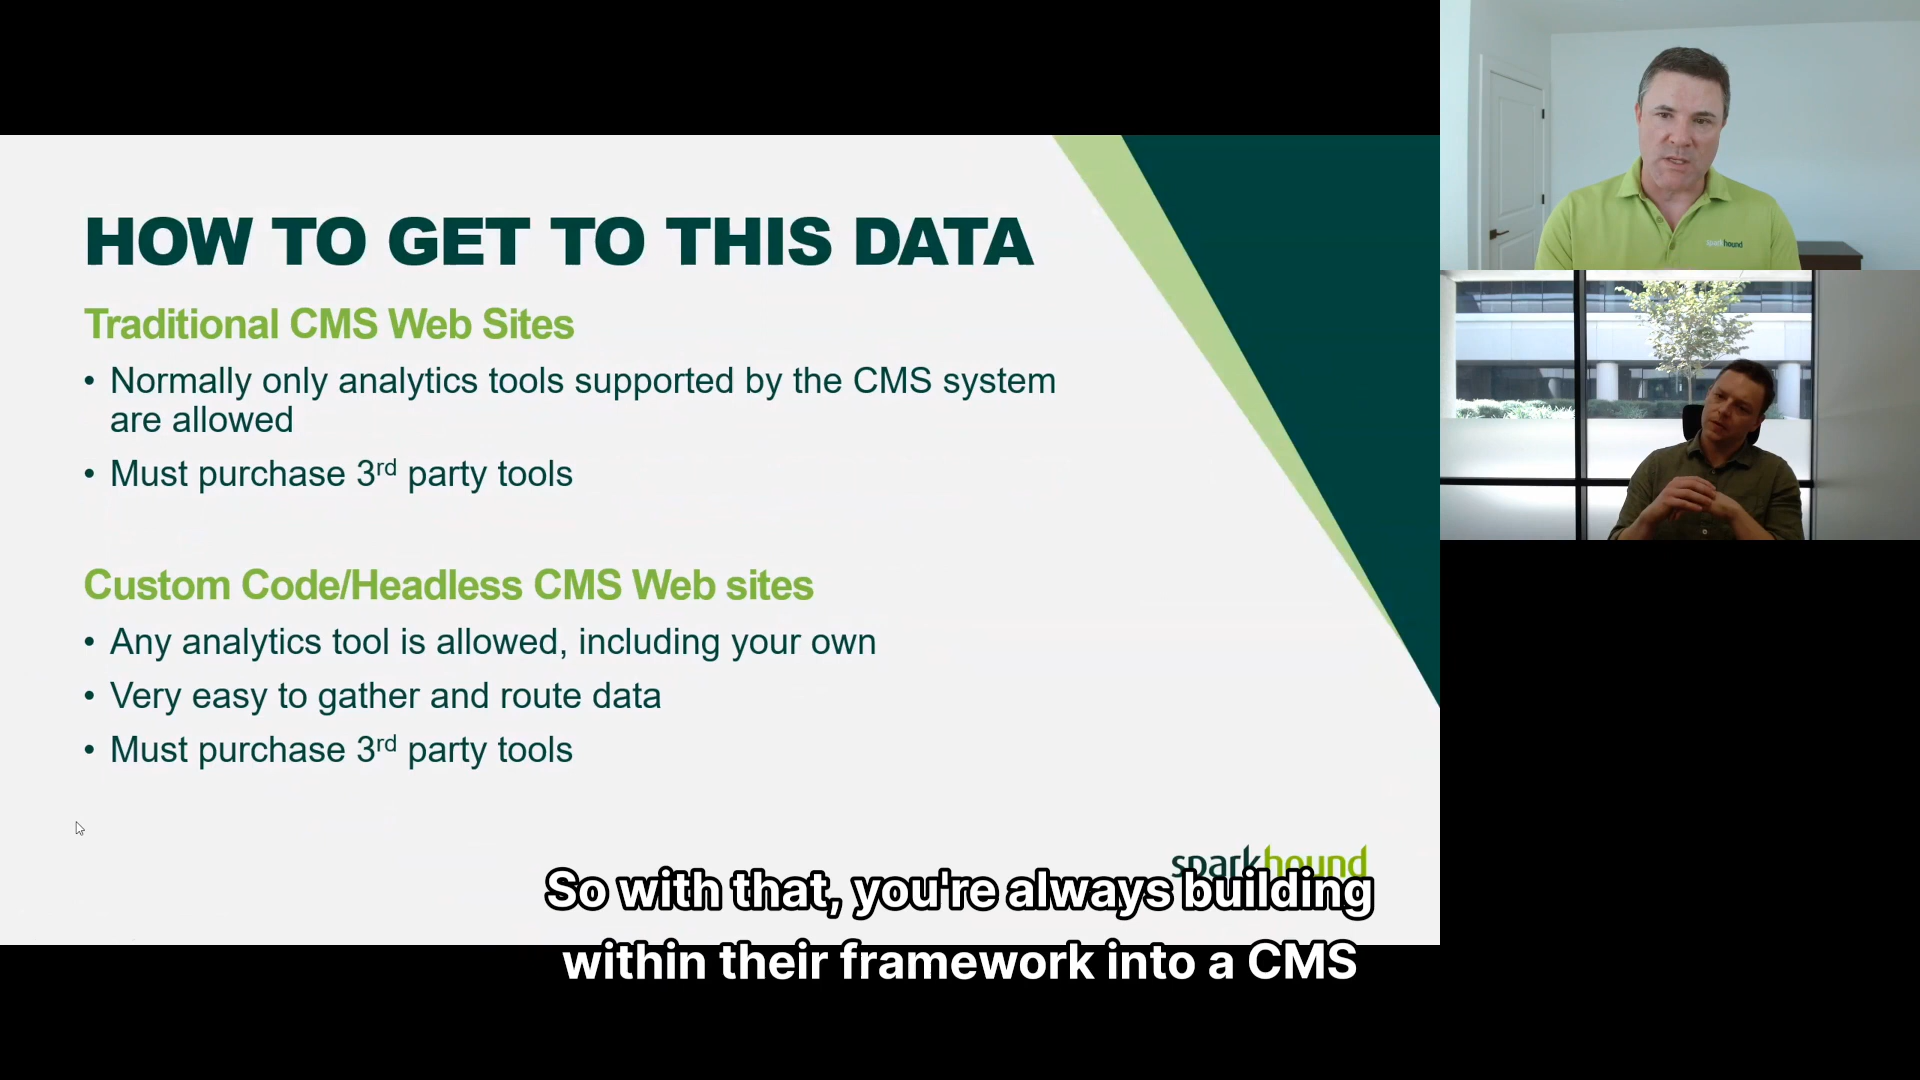 HOW TO GET TO THIS DATA
Traditional CMS Web Sites
• Normally only analytics tools supported by the CMS system
are allowed
• Must purchase 3rd party tools
Custom Code/Headless CMS Web sites
• Any analytics tool is allowed, including your own
• Very easy to gather and route data
• Must purchase 3rd party tools
sparkhound
So with that, you're always building
within their framework into a CMS
sparkhound